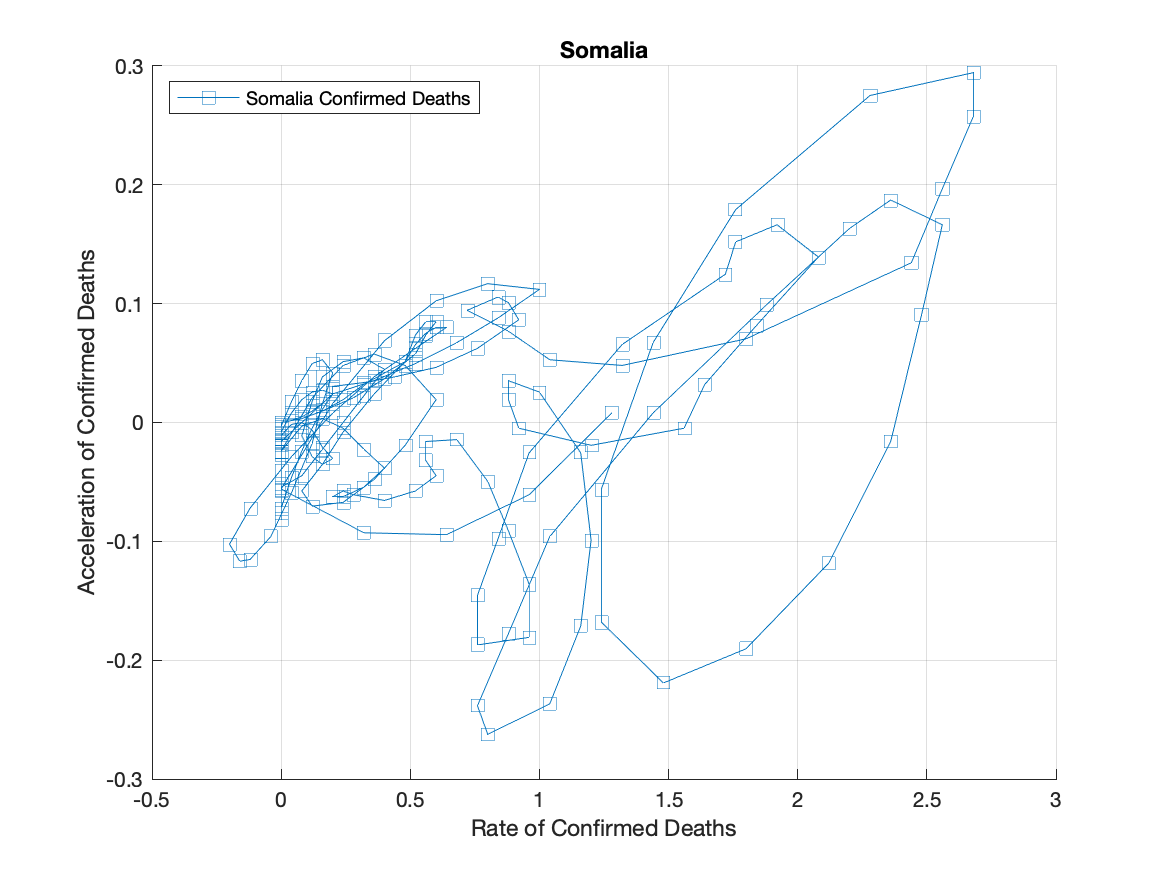 Somalia
Somalia Confirmed Deaths
0.3
0.2
0.1
0
-0.1
-0.2
-0.3
Acceleration of Confirmed Deaths
-0.5 0 0.5 1 1.5 2 2.5 3
Rate of Confirmed Deaths